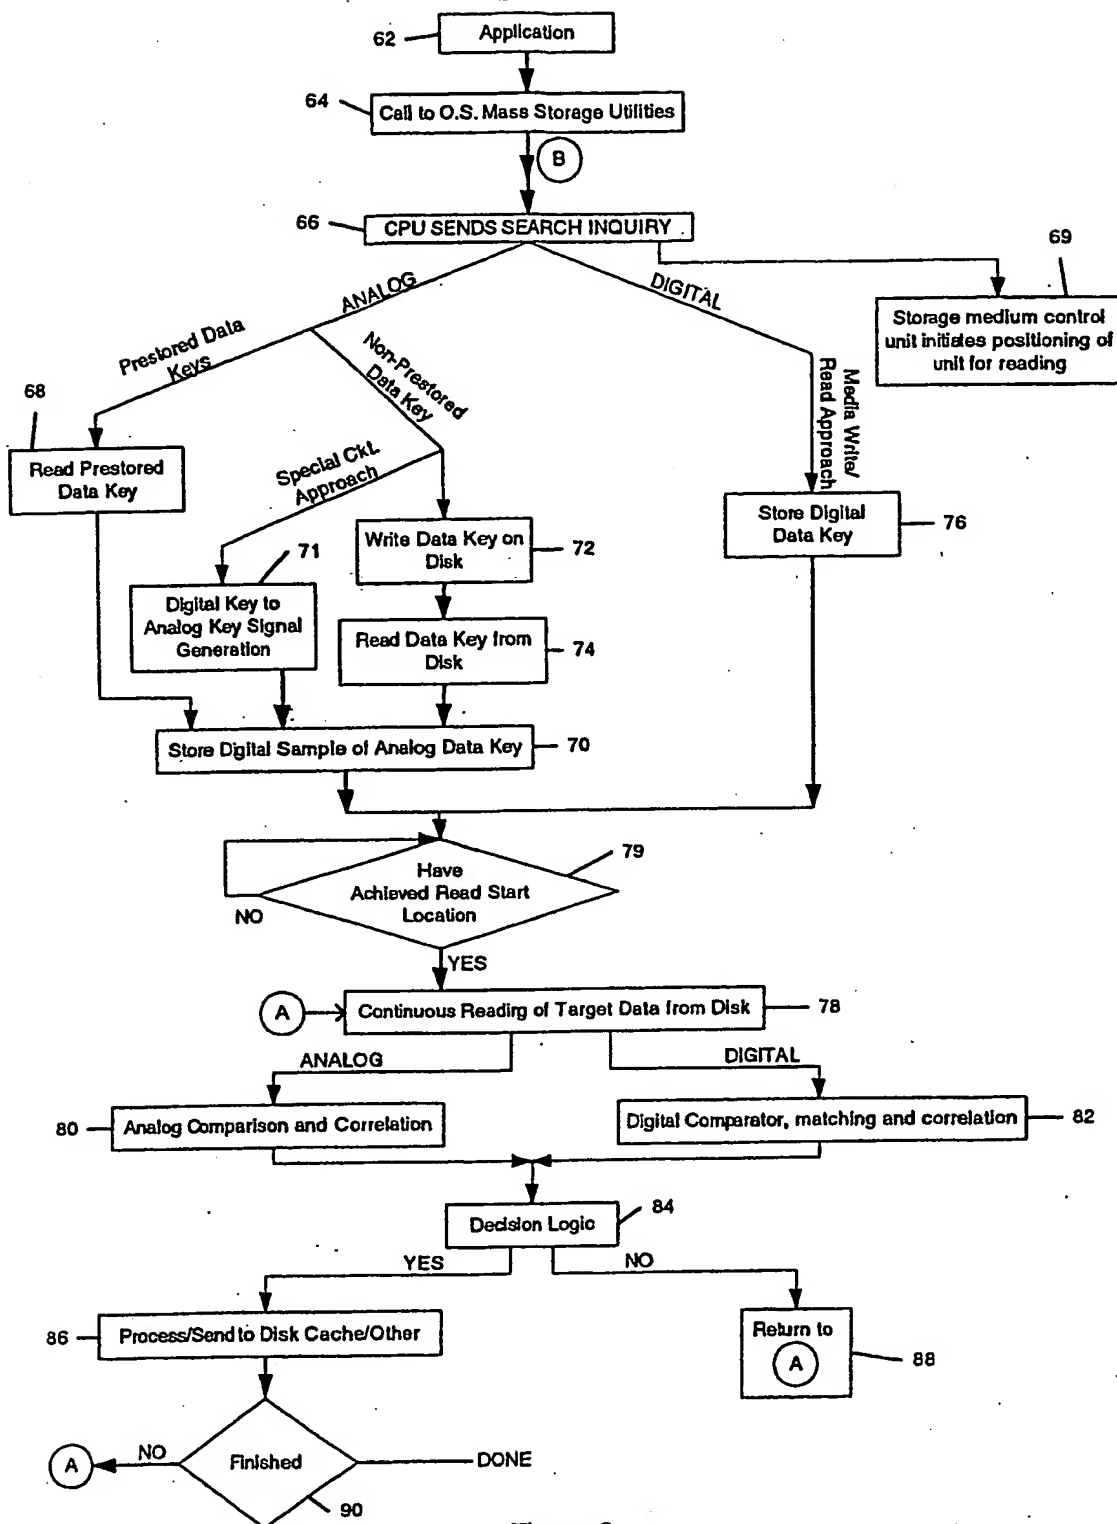 62
Application
64
Call to O.S. Mass Storage Utilities
B
66
CPU SENDS SEARCH INQUIRY
69
Storage medium control
unit initiates positioning of
unit for reading
ANALOG
DIGITAL
Prestored Data
Keys
Non-Prestored
Data Key
Media Write/
Read Approach
68
Read Prestored
Data Key
Special Ckt.
Approach
71
Digital Key to
Analog Key Signal
Generation
Write Data Key on
Disk
72
Read Data Key from
Disk
74
Store Digital
Data Key
76
Store Digital Sample of Analog Data Key
70
Have
Achieved Read Start
Location
79
NO
YES
A
Continuous Reading of Target Data from Disk
78
ANALOG
DIGITAL
80
Analog Comparison and Correlation
Digital Comparator, matching and correlation
82
Decision Logic
84
YES
NO
86
Process/Send to Disk Cache/Other
Return to
A
88
A
NO
Finished
DONE
90